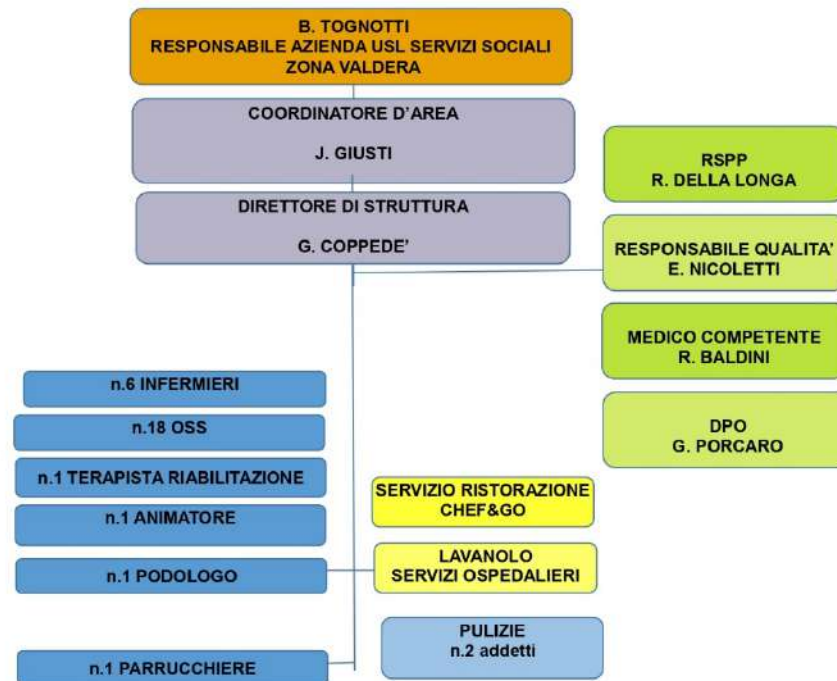 B. TOGNOTTI
RESPONSABILE AZIENDA USL SERVIZI SOCIALI
ZONA VALDERA
COORDINATORE D'AREA
J. GIUSTI
DIRETTORE DI STRUTTURA
G. COPPEDE'
RSPP
R. DELLA LONGA
RESPONSABILE QUALITA'
E. NICOLETTI
MEDICO COMPETENTE
R. BALDINI
DPO
G. PORCARO
n.6 INFERMIERI
n.18 OSS
n.1 TERAPISTA RIABILITAZIONE
n.1 ANIMATORE
n.1 PODOLOGO
n.1 PARRUCCHIERE
SERVIZIO RISTORAZIONE
CHEF&GO
LAVANOLO
SERVIZI OSPEDALIERI
PULIZIE
n.2 addetti